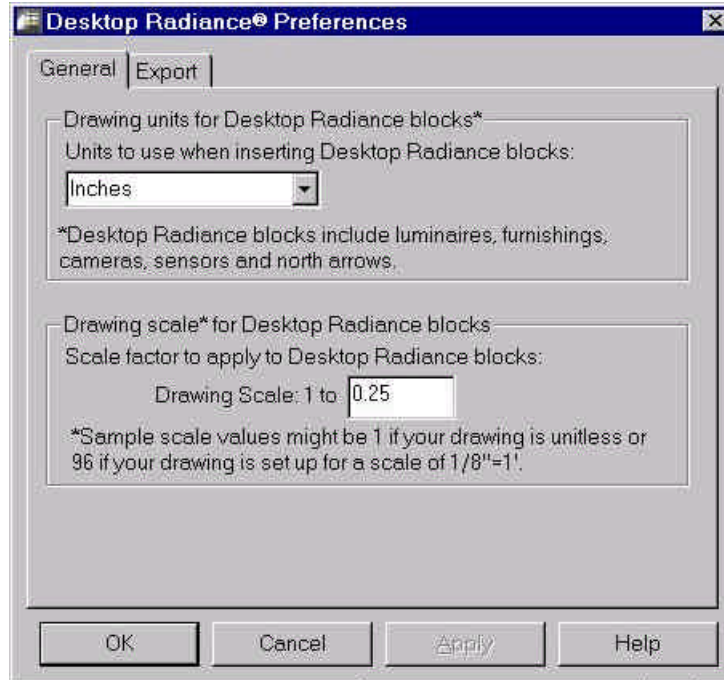 Desktop Radiance® Preferences
General Export
Drawing units for Desktop Radiance blocks*
Units to use when inserting Desktop Radiance blocks:
Inches
*Desktop Radiance blocks include luminaires, furnishings,
cameras, sensors and north arrows.
Drawing scale* for Desktop Radiance blocks
Scale factor to apply to Desktop Radiance blocks:
Drawing Scale: 1 to 0.25
*Sample scale values might be 1 if your drawing is unitless or
96 if your drawing is set up for a scale of 1/8"=1'.
OK Cancel Apply Help